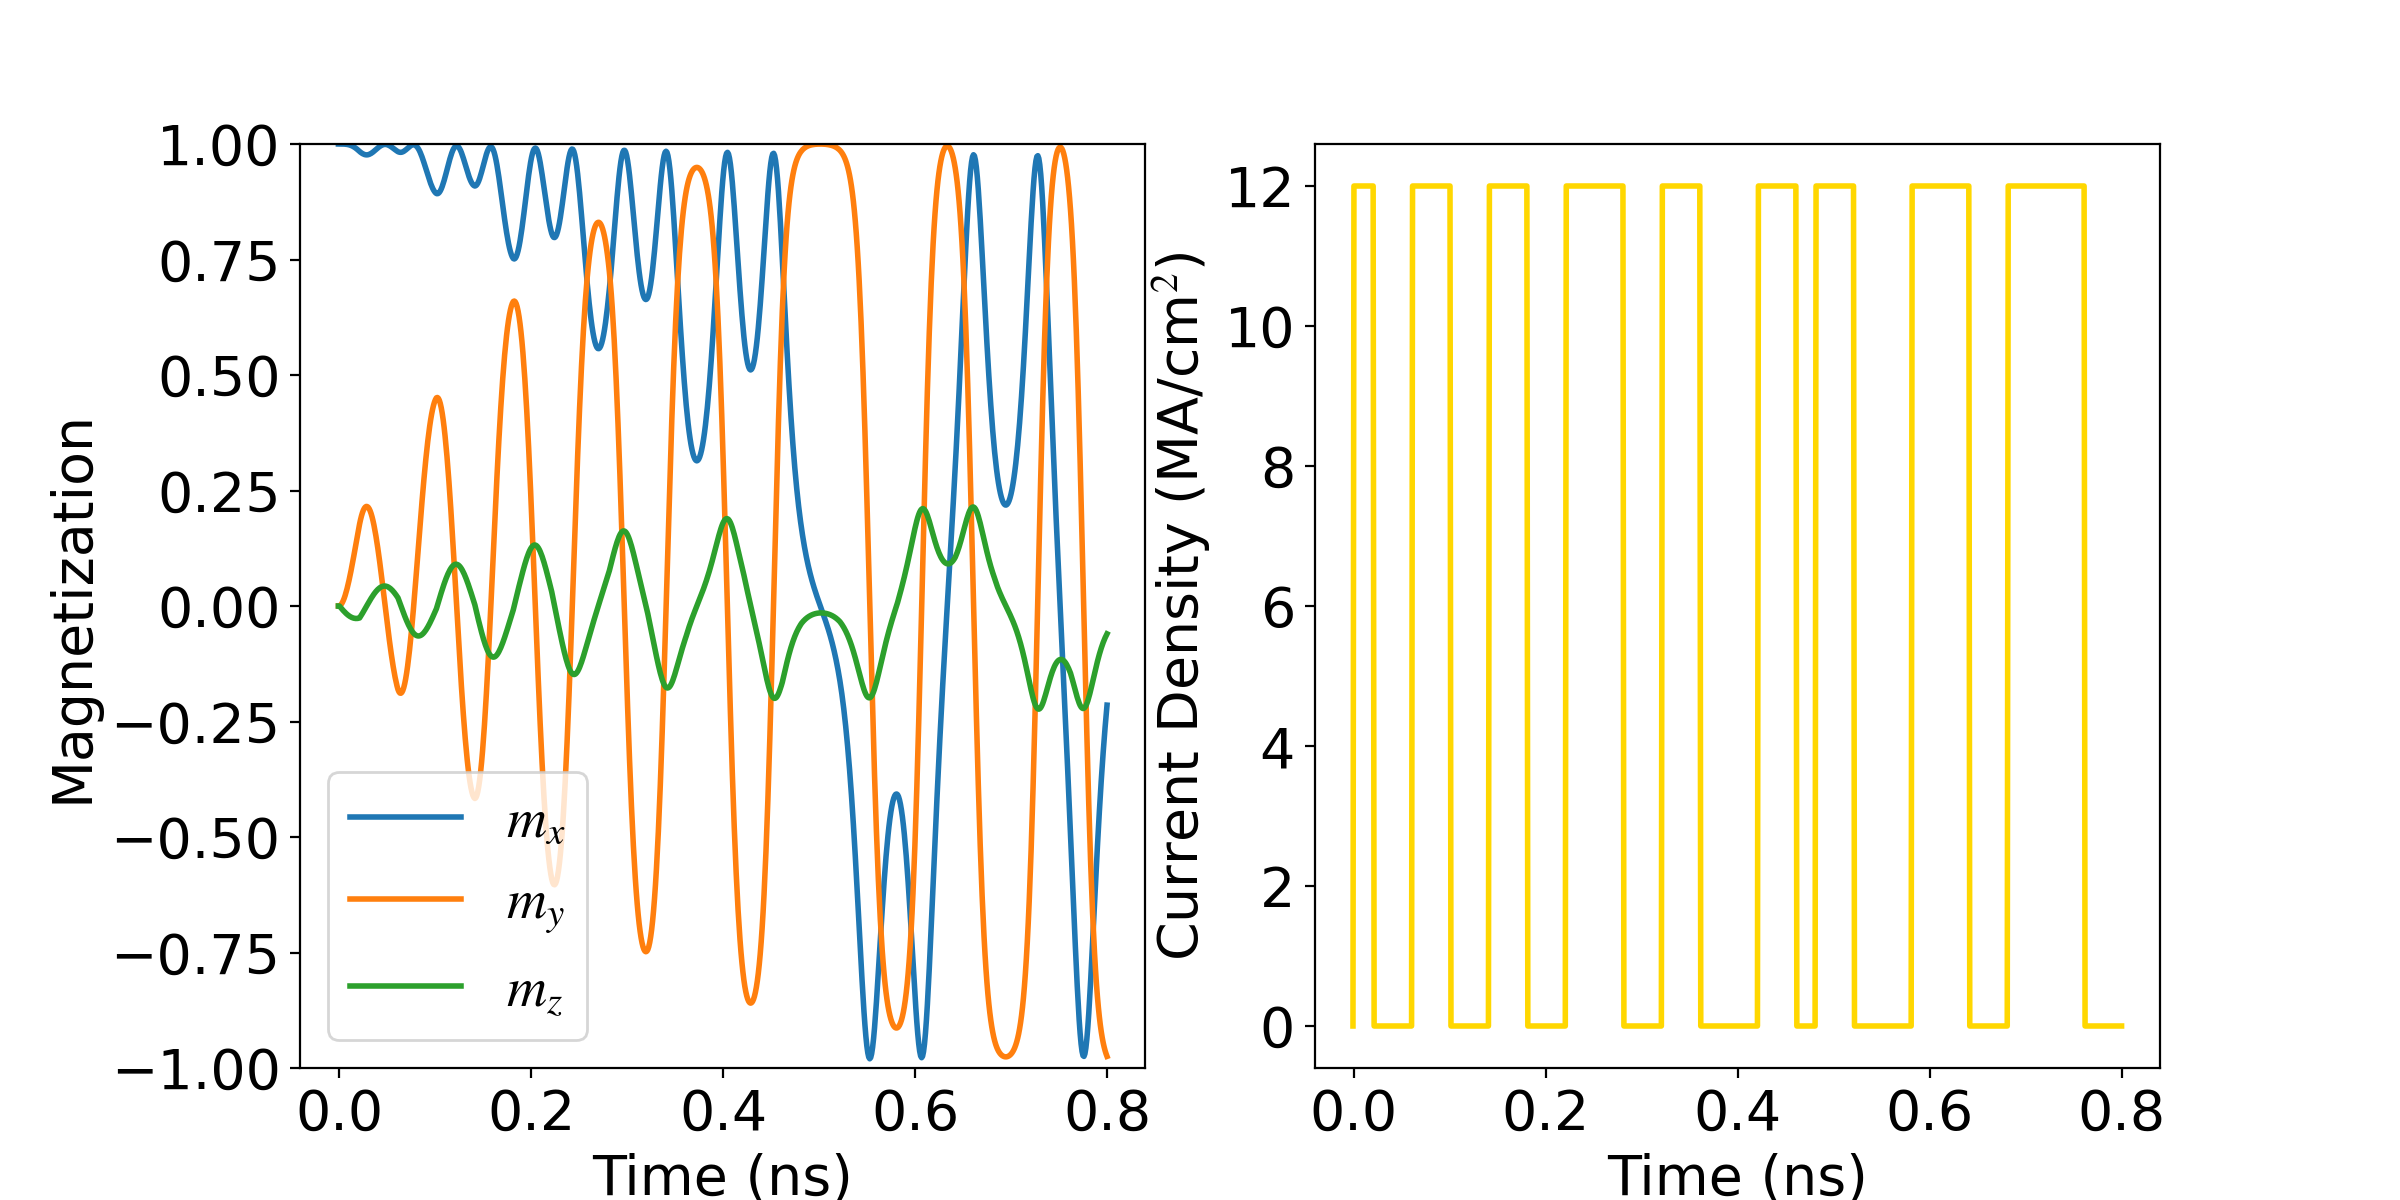 Magnetization
1.00
0.75
0.50
0.25
0.00
−0.25
−0.50
−0.75
−1.00
m_x
m_y
m_z
0.0 0.2 0.4 0.6 0.8
Time (ns)
Current Density (MA/cm²)
12
10
8
6
4
2
0
0.0 0.2 0.4 0.6 0.8
Time (ns)